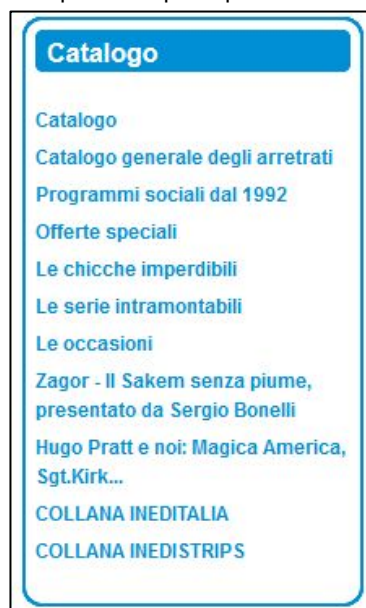 Catalogo
Catalogo
Catalogo generale degli arretrati
Programmi sociali dal 1992
Offerte speciali
Le chicche imperdibili
Le serie intramontabili
Le occasioni
Zagor - Il Sakem senza piume,
presentato da Sergio Bonelli
Hugo Pratt e noi: Magica America,
Sgt.Kirk...
COLLANA INEDITALIA
COLLANA INEDISTRIPS